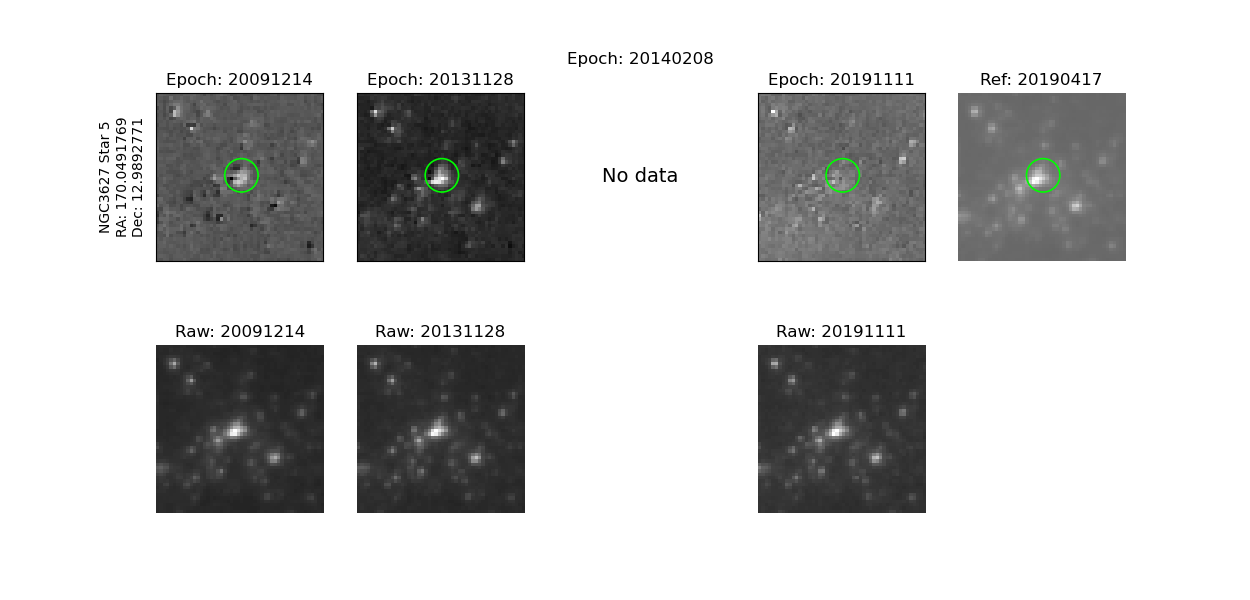 Epoch: 20140208
Epoch: 20091214
Epoch: 20131128
Epoch: 20191111
Ref: 20190417
NGC3627 Star 5
RA: 170.0491769
Dec: 12.9892771
No data
Raw: 20091214
Raw: 20131128
Raw: 20191111